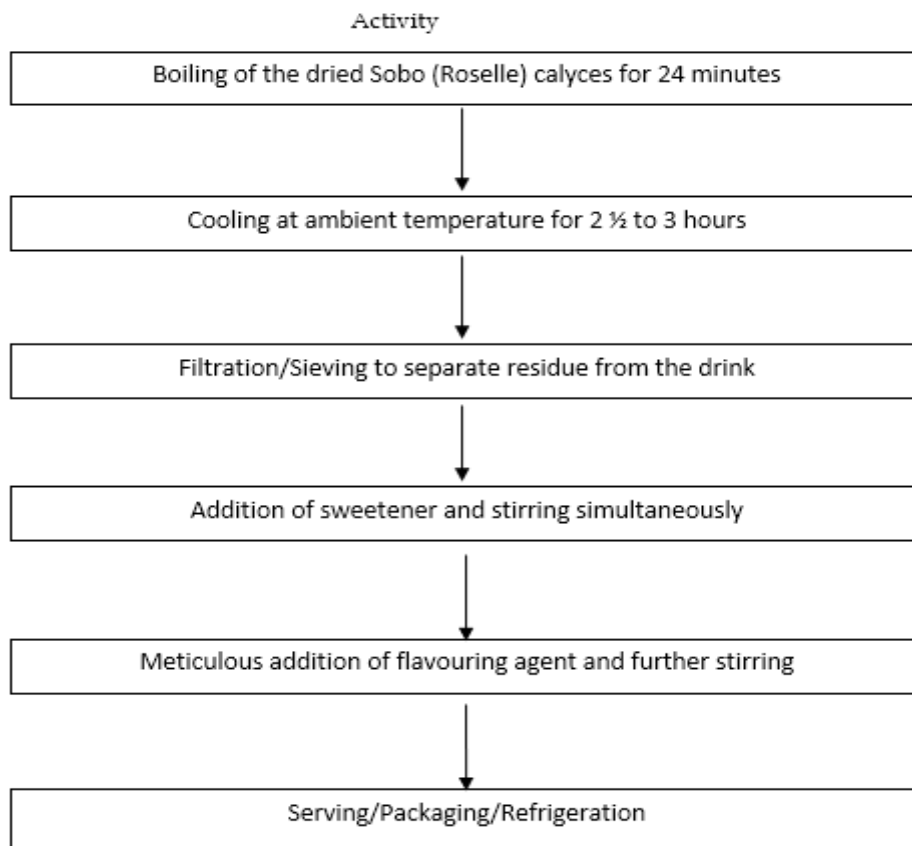 Activity
Boiling of the dried Sobo (Roselle) calyces for 24 minutes
Cooling at ambient temperature for 2 ½ to 3 hours
Filtration/Sieving to separate residue from the drink
Addition of sweetener and stirring simultaneously
Meticulous addition of flavouring agent and further stirring
Serving/Packaging/Refrigeration